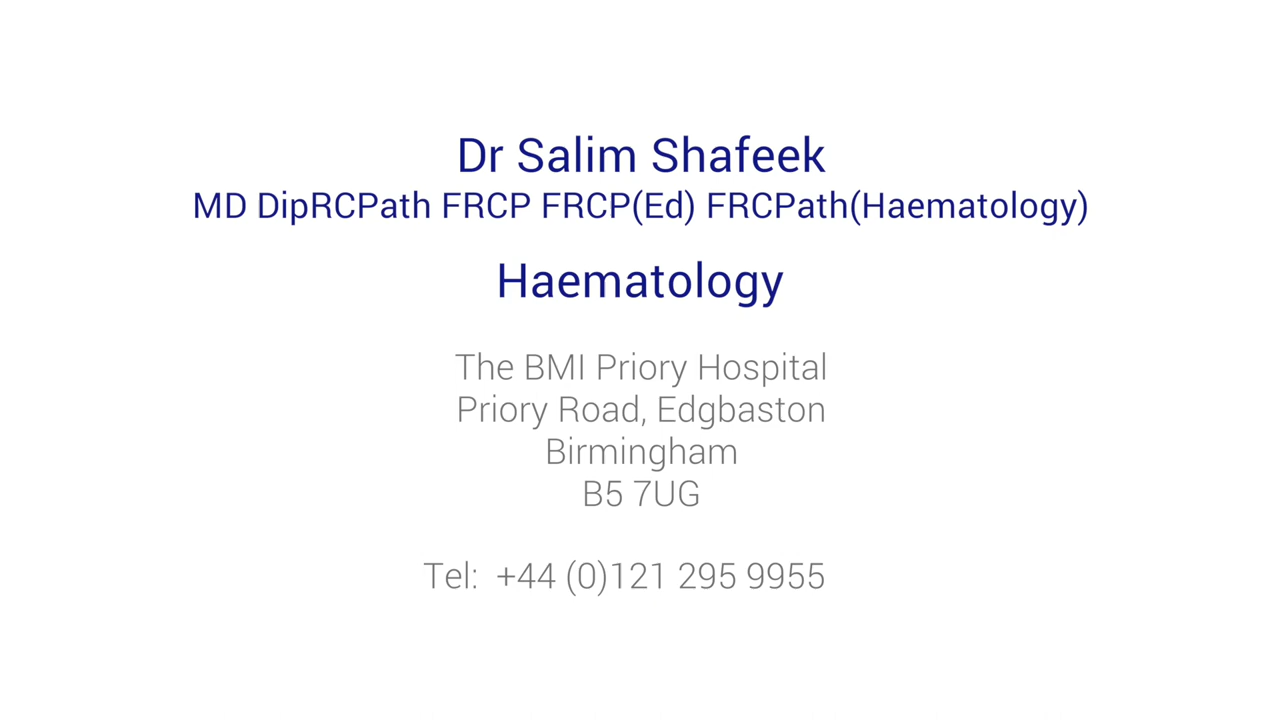 Dr Salim Shafeek
MD DipRCPath FRCP FRCP(Ed) FRCPath(Haematology)
Haematology
The BMI Priory Hospital
Priory Road, Edgbaston
Birmingham
B5 7UG
Tel:  +44 (0)121 295 9955